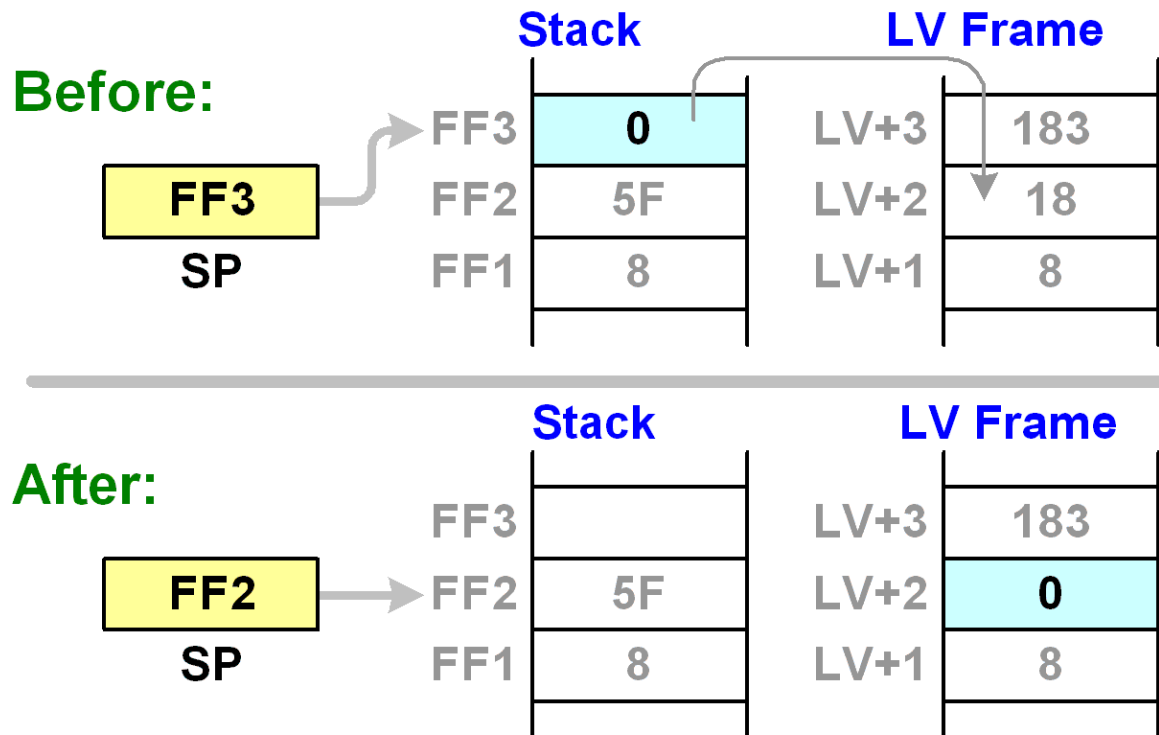 Stack LV Frame
Before:
FF3 0 LV+3 183
FF3 FF2 5F LV+2 18
SP FF1 8 LV+1 8
Stack LV Frame
After:
FF3 LV+3 183
FF2 FF2 5F LV+2 0
SP FF1 8 LV+1 8